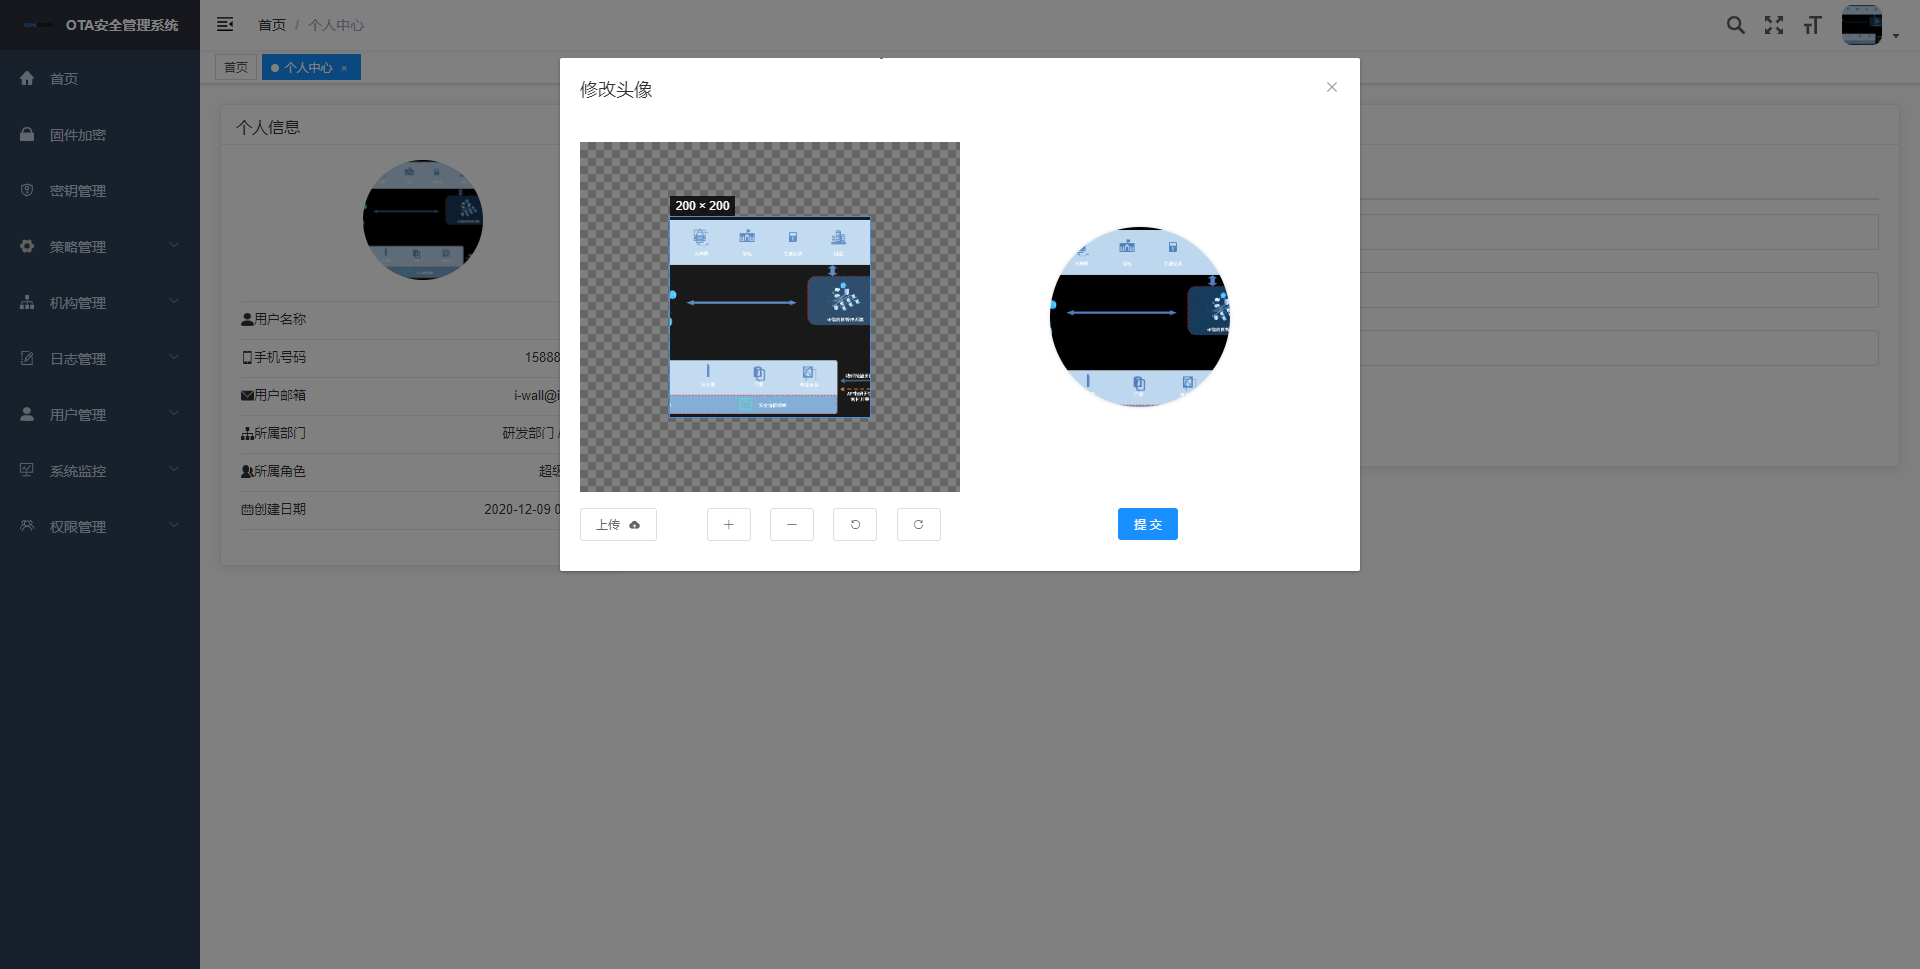 OTA安全管理系统
首页 / 个人中心
首页
个人中心 ×
首页
固件加密
密钥管理
策略管理
机构管理
日志管理
用户管理
系统监控
权限管理
个人信息
用户名称
手机号码 15888
用户邮箱 i-wall@i
所属部门 研发部门 /
所属角色 超级
创建日期 2020-12-09 0
修改头像
200 × 200
上传
提 交